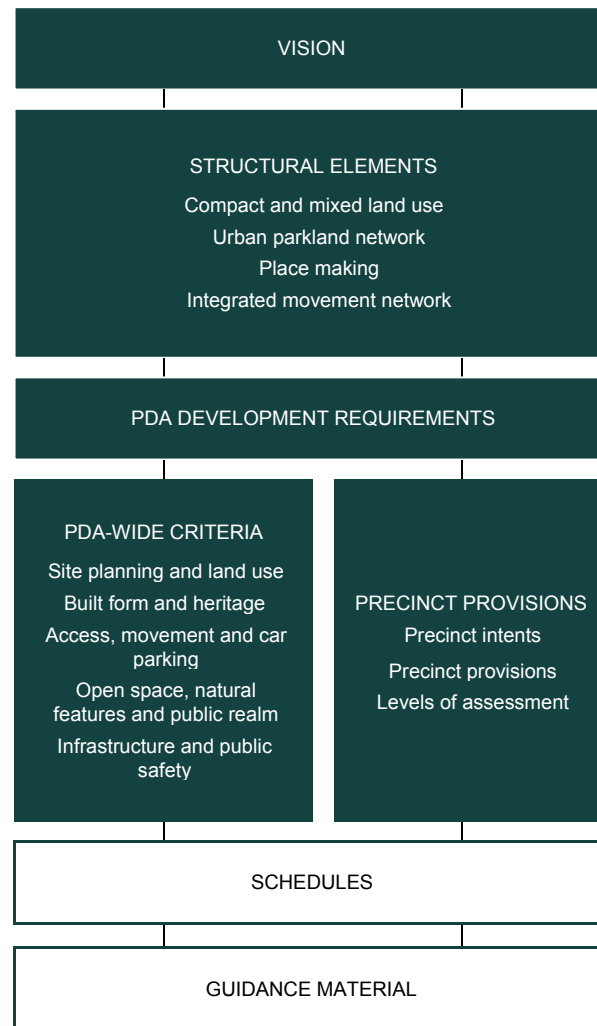 VISION
STRUCTURAL ELEMENTS
Compact and mixed land use
Urban parkland network
Place making
Integrated movement network
PDA DEVELOPMENT REQUIREMENTS
PDA-WIDE CRITERIA
Site planning and land use
Built form and heritage
Access, movement and car
parking
Open space, natural
features and public realm
Infrastructure and public
safety
PRECINCT PROVISIONS
Precinct intents
Precinct provisions
Levels of assessment
SCHEDULES
GUIDANCE MATERIAL